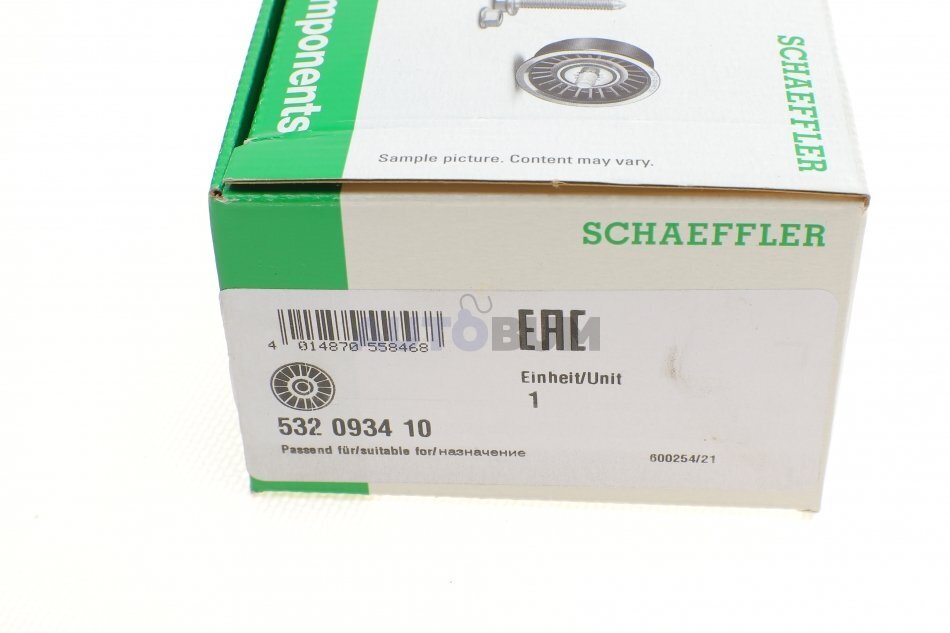 mponents
SCHAEFFLER
Sample picture. Content may vary.
SCHAEFFLER
4 014870 558468
EAC
AUTOBUM
Einheit/Unit
1
532 0934 10
Passend für/suitable for/назначение
600254/21